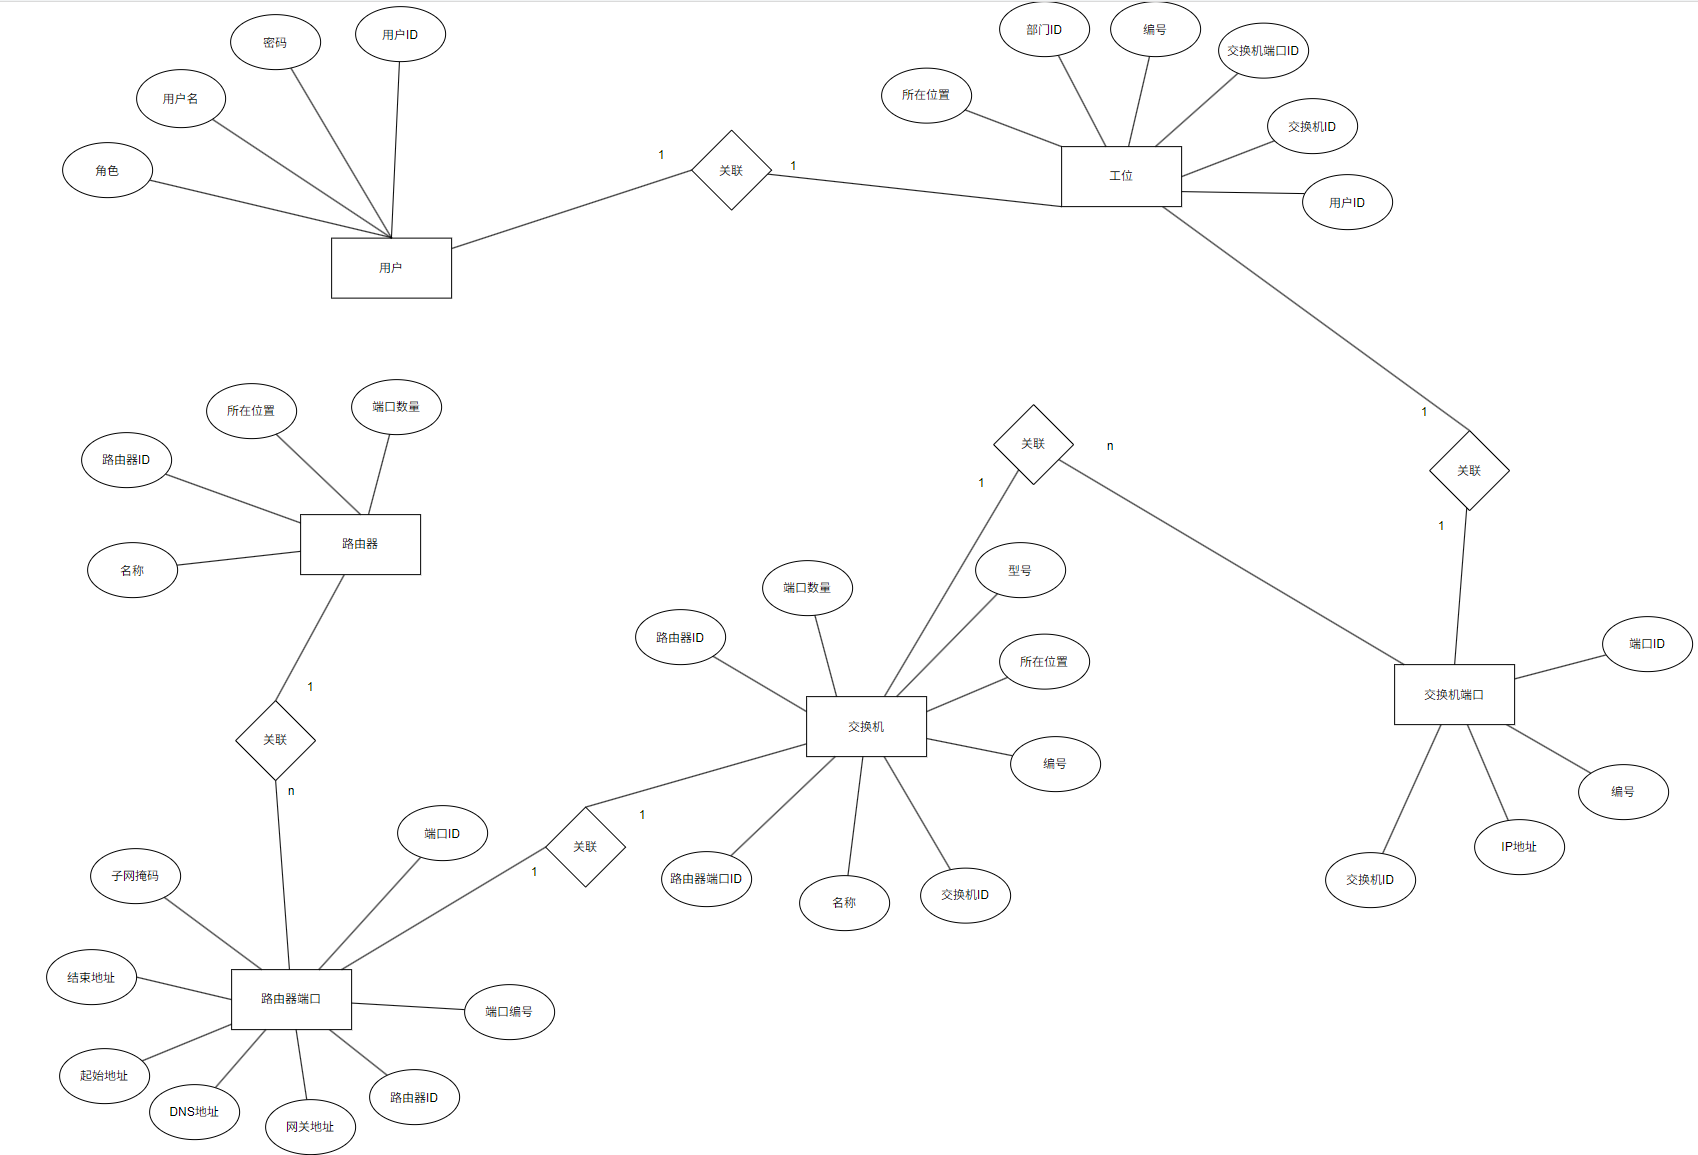 用户ID
密码
用户名
角色
用户
1
关联
1
部门ID
编号
交换机端口ID
所在位置
交换机ID
工位
用户ID
所在位置
端口数量
路由器ID
路由器
名称
1
关联
n
1
关联
n
1
关联
1
端口数量
型号
路由器ID
所在位置
交换机
编号
路由器端口ID
名称
交换机ID
端口ID
交换机端口
编号
IP地址
交换机ID
1
关联
1
端口ID
子网掩码
结束地址
路由器端口
端口编号
起始地址
DNS地址
网关地址
路由器ID